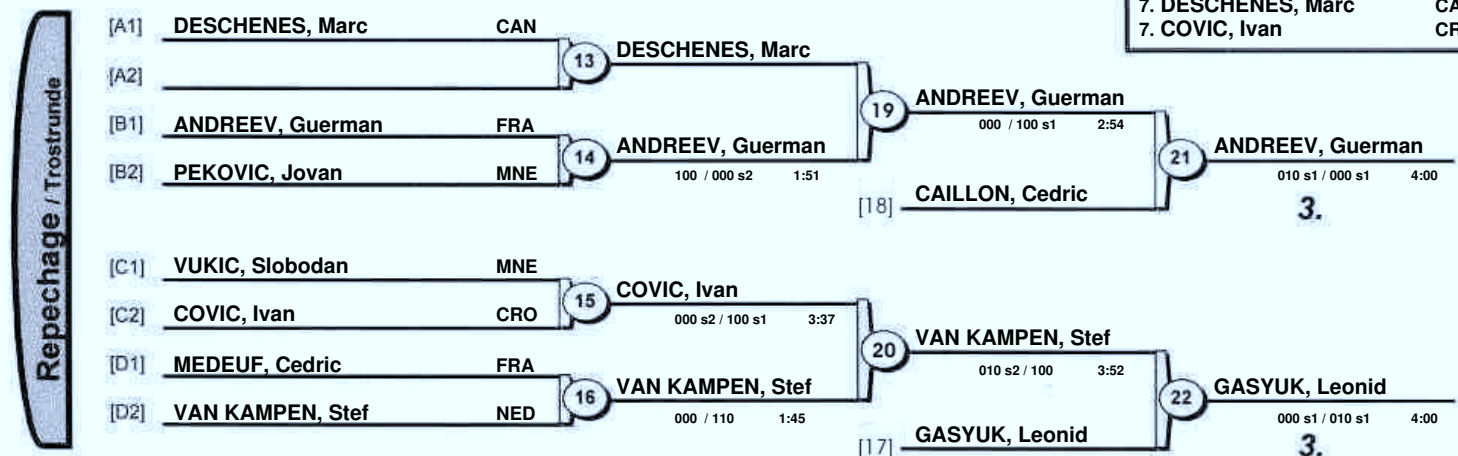 7. DESCHENES, Marc
7. COVIC, Ivan CR
Repechage / Trostrunde
[A1] DESCHENES, Marc CAN
[A2]
13
DESCHENES, Marc
[B1] ANDREEV, Guerman FRA
[B2] PEKOVIC, Jovan MNE
14
ANDREEV, Guerman
100 / 000 s2 1:51
19
ANDREEV, Guerman
000 / 100 s1 2:54
[18] CAILLON, Cedric
21
ANDREEV, Guerman
010 s1 / 000 s1 4:00
3.
[C1] VUKIC, Slobodan MNE
[C2] COVIC, Ivan CRO
15
COVIC, Ivan
000 s2 / 100 s1 3:37
[D1] MEDEUF, Cedric FRA
[D2] VAN KAMPEN, Stef NED
16
VAN KAMPEN, Stef
000 / 110 1:45
20
VAN KAMPEN, Stef
010 s2 / 100 3:52
[17] GASYUK, Leonid
22
GASYUK, Leonid
000 s1 / 010 s1 4:00
3.